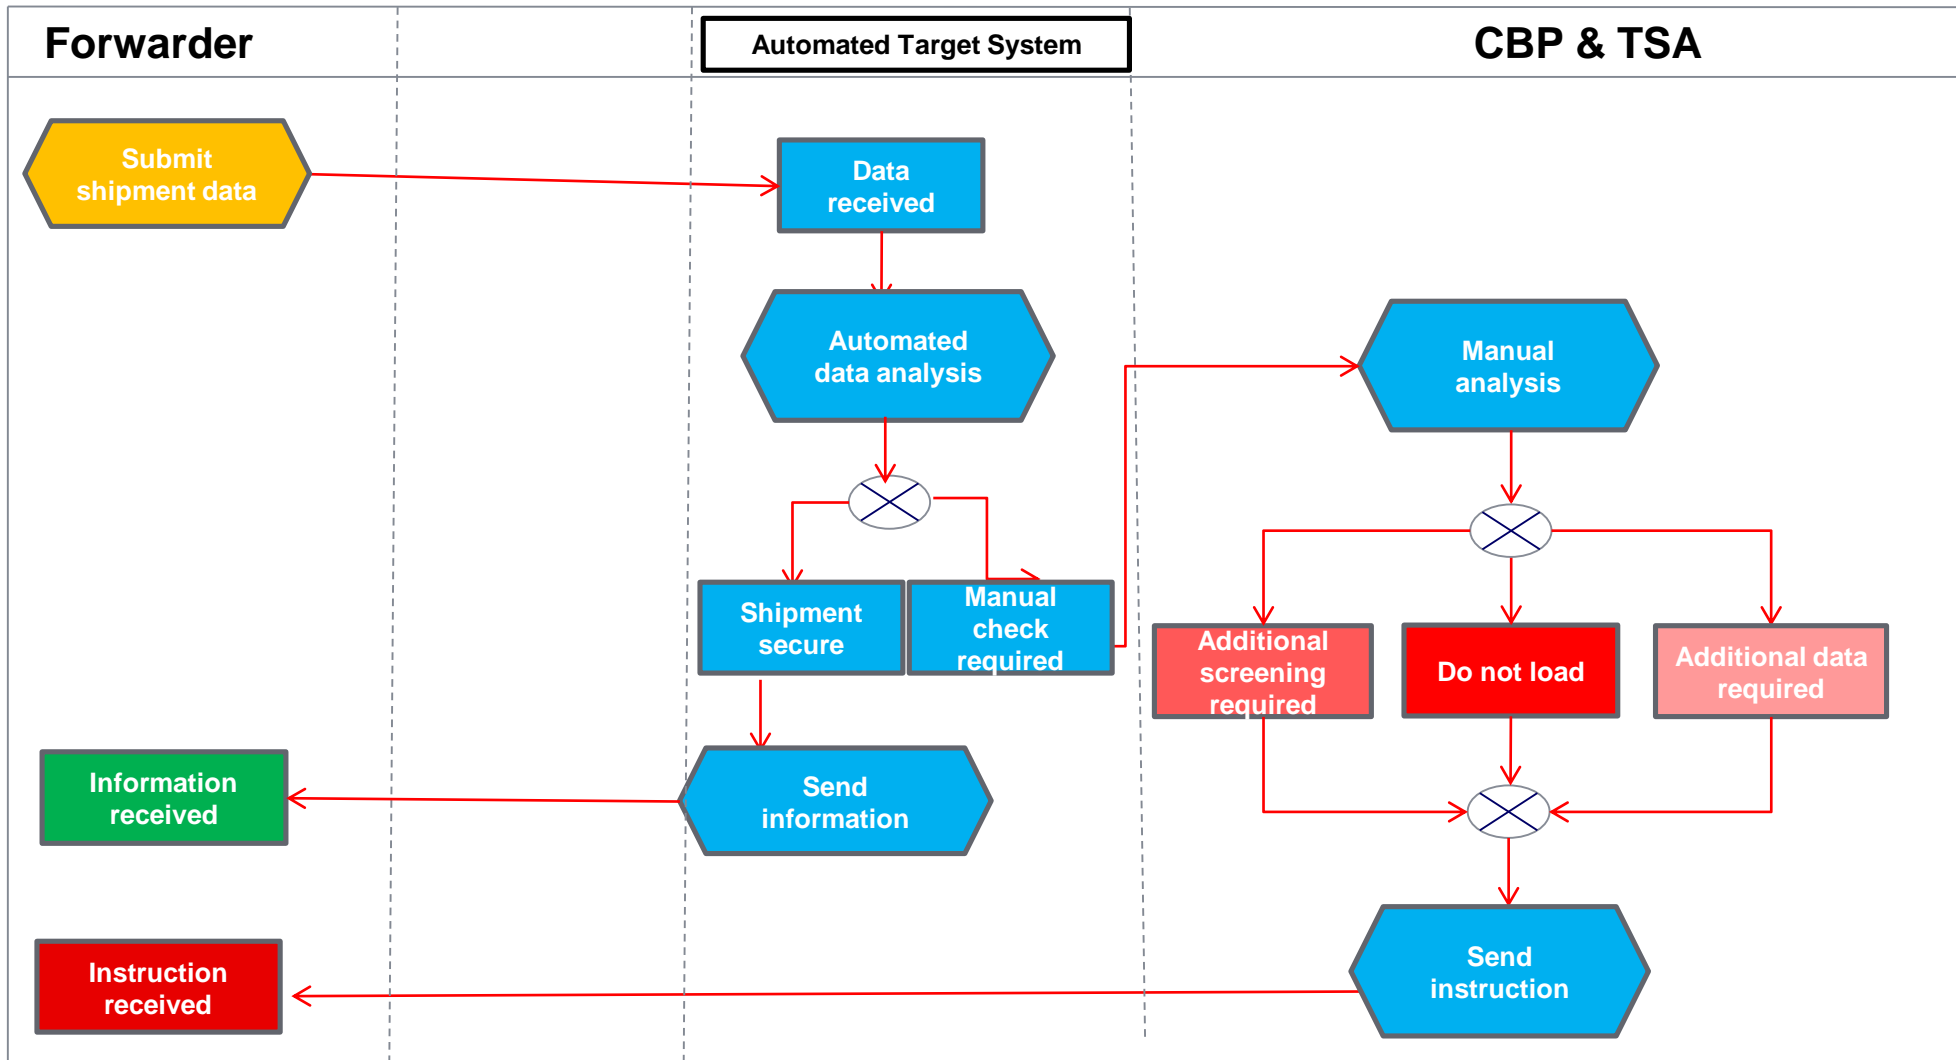 Forwarder
Automated Target System
CBP & TSA
Submit
shipment data
Data
received
Automated
data analysis
Manual
analysis
Shipment
secure
Manual
check
required
Additional
screening
required
Do not load
Additional data
required
Information
received
Send
information
Instruction
received
Send
instruction